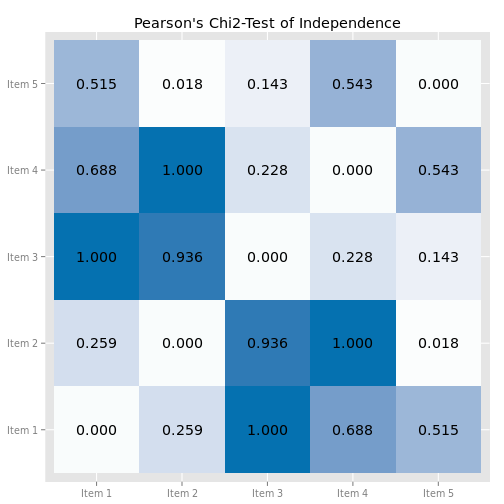 Pearson's Chi2-Test of Independence
Item 5 0.515 0.018 0.143 0.543 0.000
Item 4 0.688 1.000 0.228 0.000 0.543
Item 3 1.000 0.936 0.000 0.228 0.143
Item 2 0.259 0.000 0.936 1.000 0.018
Item 1 0.000 0.259 1.000 0.688 0.515
Item 1 Item 2 Item 3 Item 4 Item 5